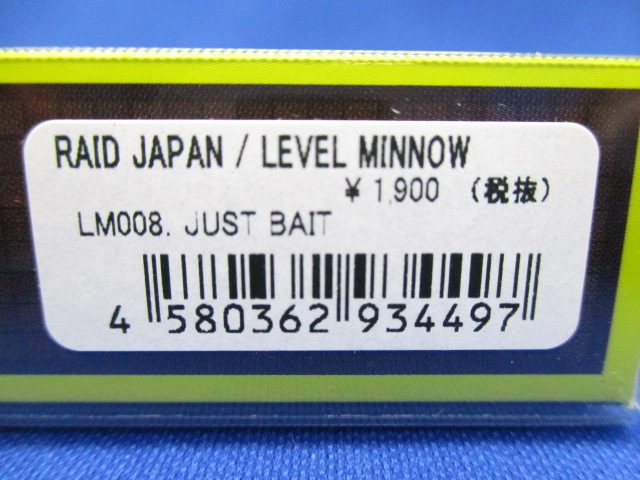 RAID JAPAN / LEVEL MINNOW
¥ 1,900 (税抜)
LM008. JUST BAIT
4 580362 934497